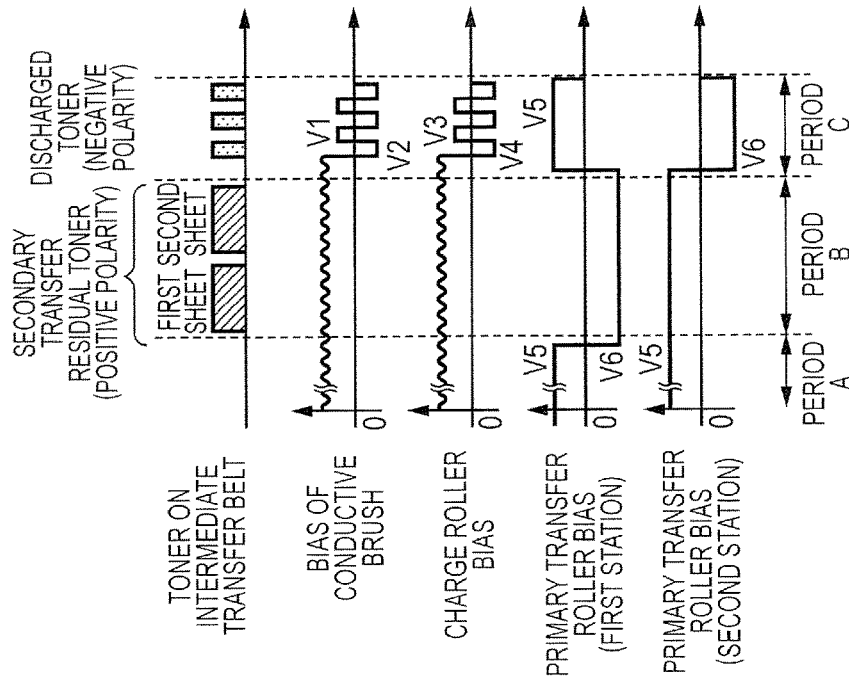 SECONDARY
TRANSFER
RESIDUAL TONER
(POSITIVE POLARITY)
DISCHARGED
TONER
(NEGATIVE
POLARITY)
FIRST SECOND
SHEET SHEET
TONER ON
INTERMEDIATE
TRANSFER BELT
BIAS OF
CONDUCTIVE
BRUSH
0
V1
V2
CHARGE ROLLER
BIAS
0
V3
V4
PRIMARY TRANSFER
ROLLER BIAS
(FIRST STATION)
0
V5
V6
V5
PRIMARY TRANSFER
ROLLER BIAS
(SECOND STATION)
0
V5
V6
PERIOD
A
PERIOD
B
PERIOD
C